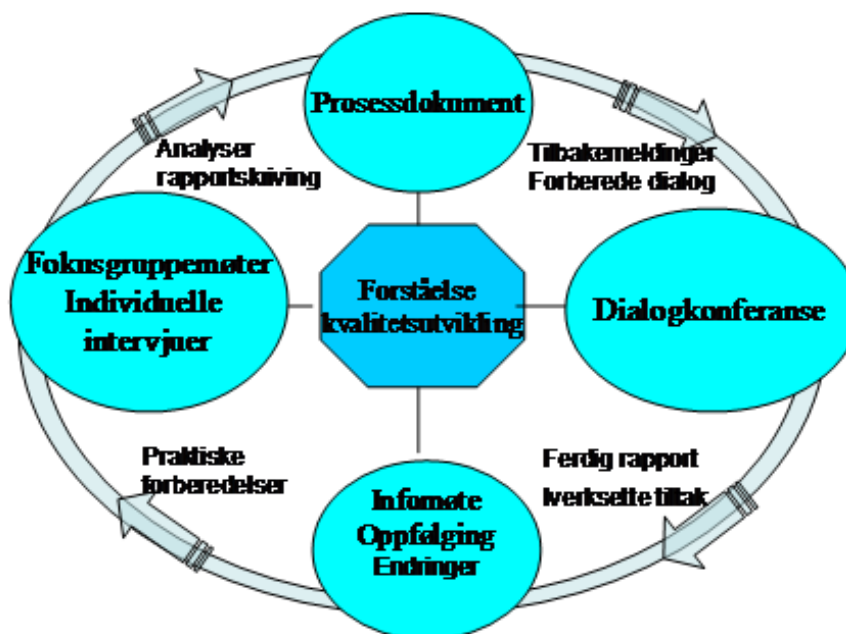 Prosessdokument
Analyser
rapportskriving
Tilbakemeldinger
Forberede dialog
Fokusgruppemøter
Individuelle
intervjuer
Forståelse
kvalitetsutvikling
Dialogkonferanse
Praktiske
forberedelser
Ferdig rapport
Iverksette tiltak
Infomøte
Oppfølging
Endringer